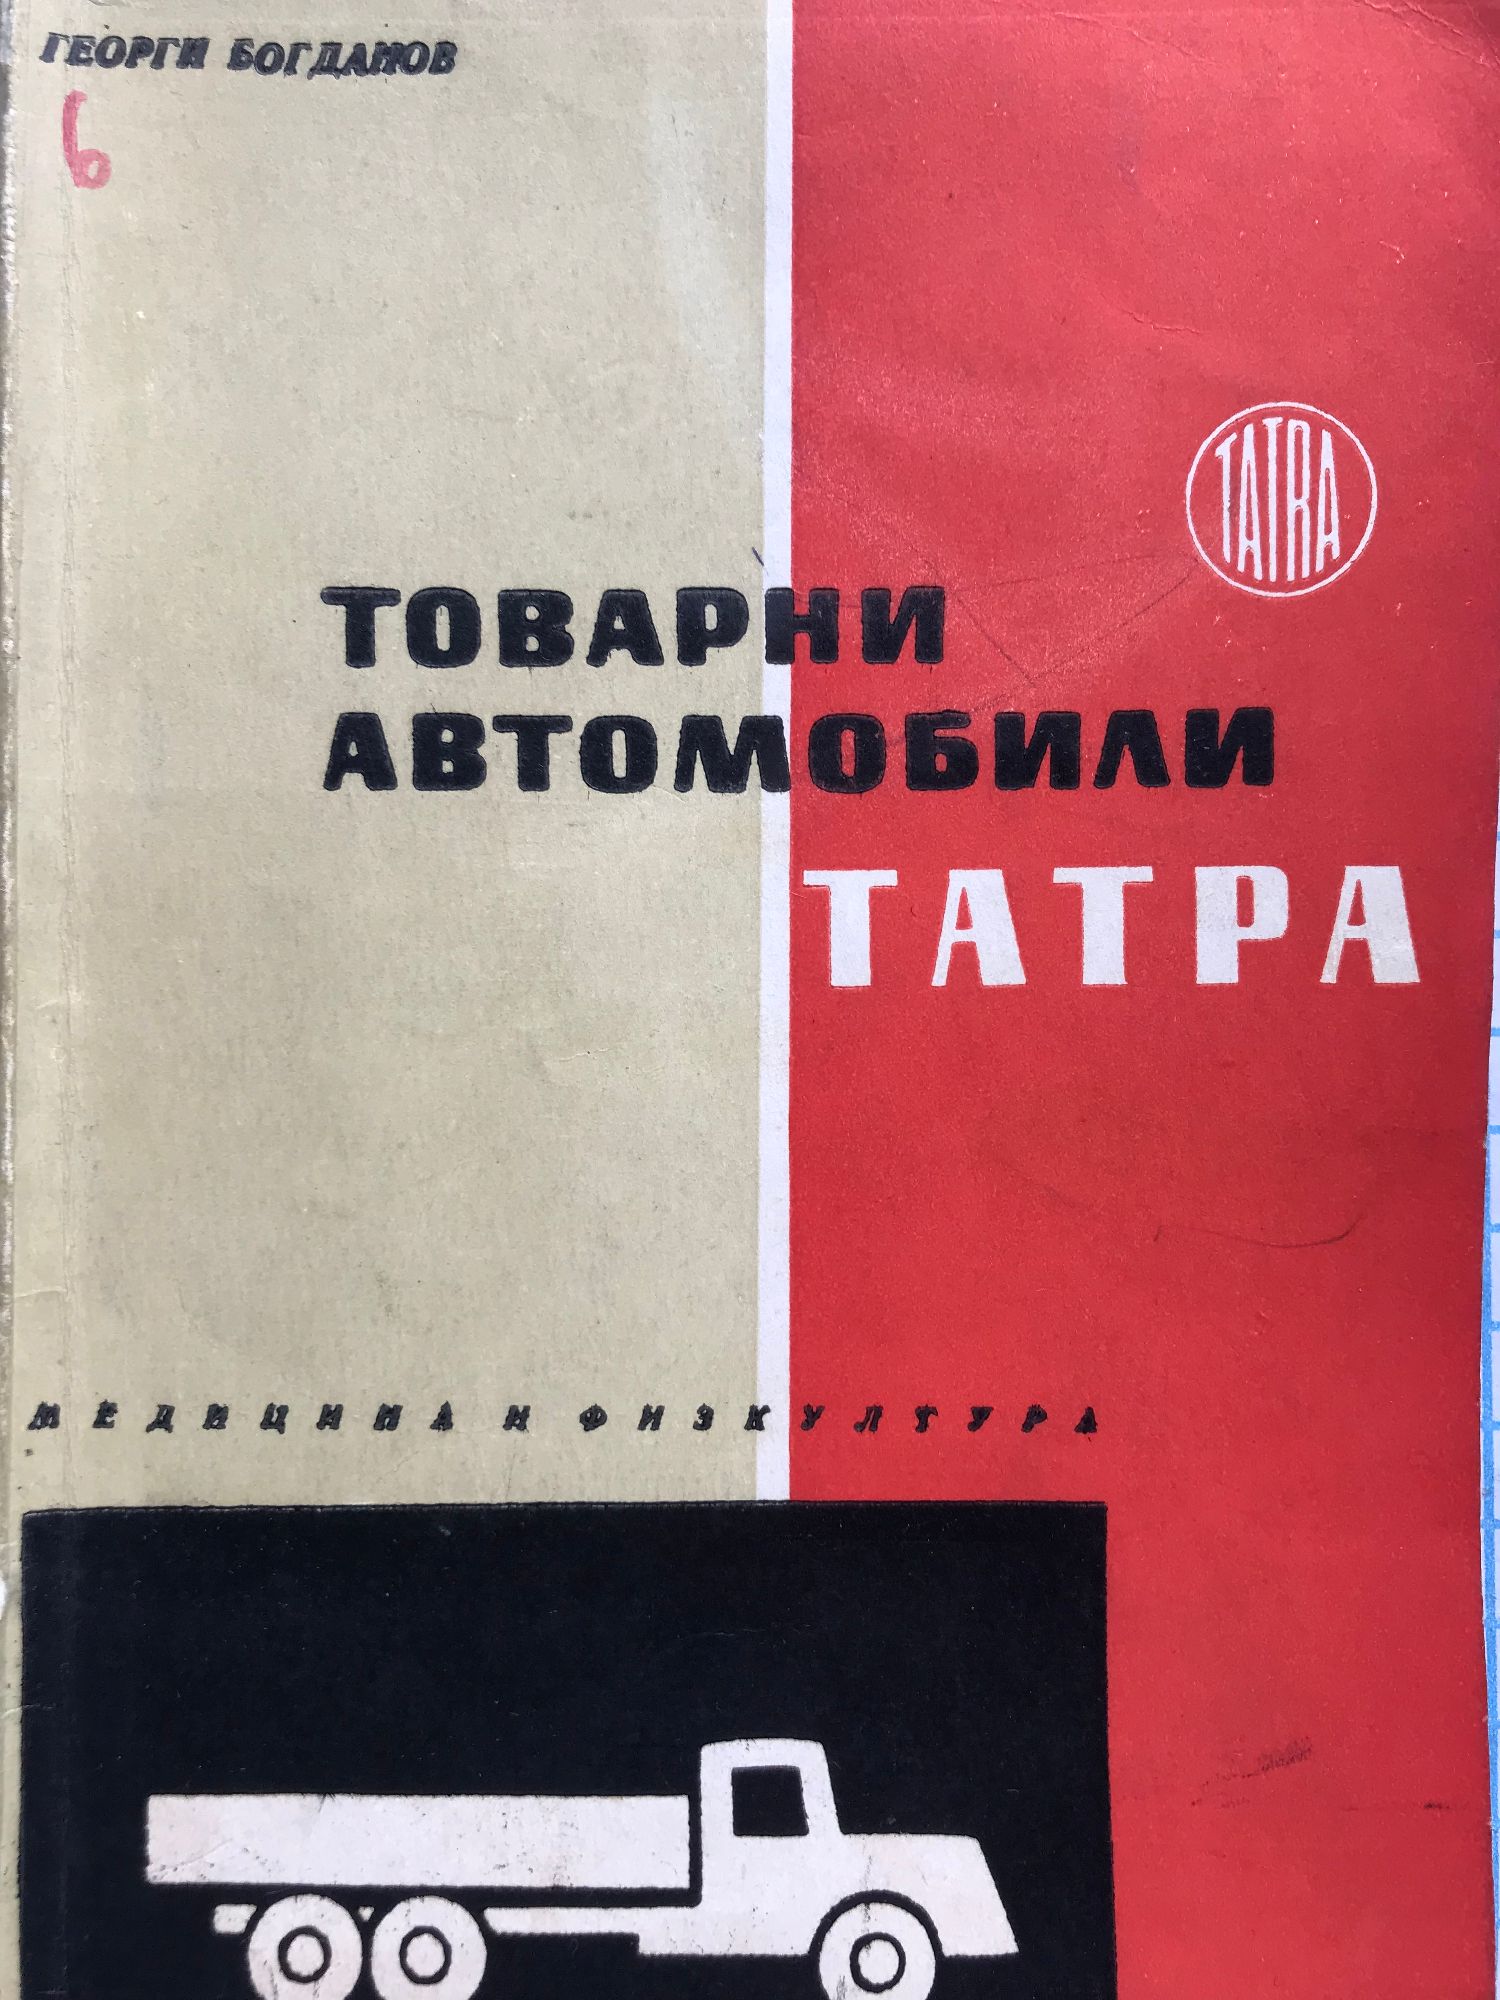 ГЕОРГИ БОГДАНОВ
6
TATRA
ТОВАРНИ
АВТОМОБИЛИ
ТАТРА
МЕДИЦИНА И ФИЗКУЛТУРА